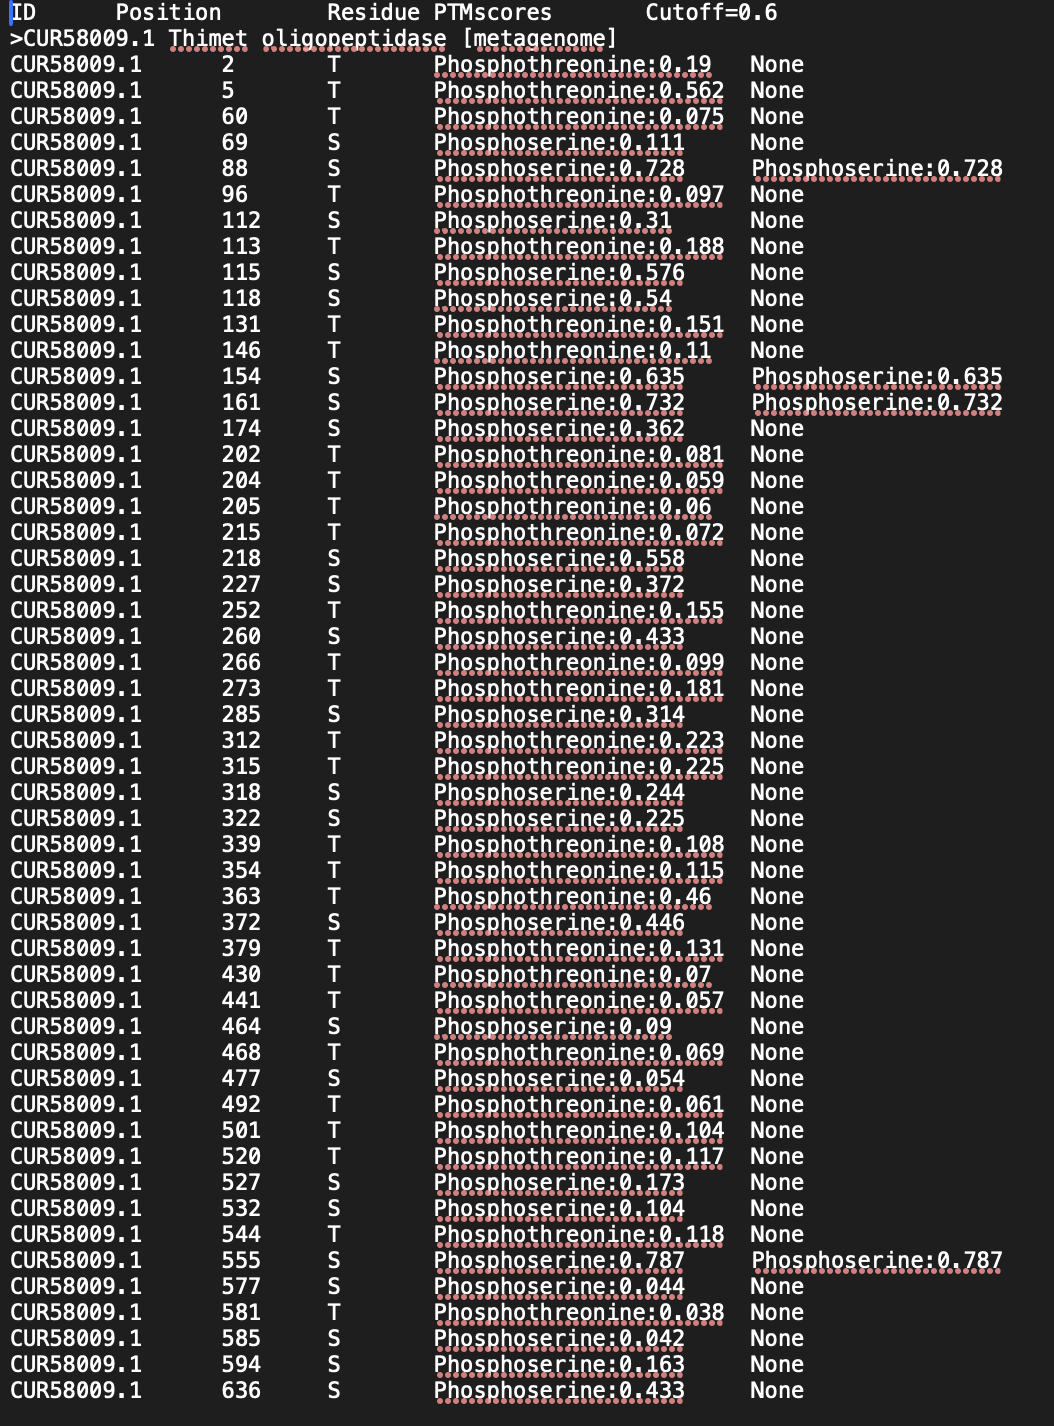 ID Position Residue PTMscores Cutoff=0.6
>CUR58009.1 Thimet oligopeptidase [metagenome]
CUR58009.1 2 T Phosphothreonine:0.19 None
CUR58009.1 5 T Phosphothreonine:0.562 None
CUR58009.1 60 T Phosphothreonine:0.075 None
CUR58009.1 69 S Phosphoserine:0.111 None
CUR58009.1 88 S Phosphoserine:0.728 Phosphoserine:0.728
CUR58009.1 96 T Phosphothreonine:0.097 None
CUR58009.1 112 S Phosphoserine:0.31 None
CUR58009.1 113 T Phosphothreonine:0.188 None
CUR58009.1 115 S Phosphoserine:0.576 None
CUR58009.1 118 S Phosphoserine:0.54 None
CUR58009.1 131 T Phosphothreonine:0.151 None
CUR58009.1 146 T Phosphothreonine:0.11 None
CUR58009.1 154 S Phosphoserine:0.635 Phosphoserine:0.635
CUR58009.1 161 S Phosphoserine:0.732 Phosphoserine:0.732
CUR58009.1 174 S Phosphoserine:0.362 None
CUR58009.1 202 T Phosphothreonine:0.081 None
CUR58009.1 204 T Phosphothreonine:0.059 None
CUR58009.1 205 T Phosphothreonine:0.06 None
CUR58009.1 215 T Phosphothreonine:0.072 None
CUR58009.1 218 S Phosphoserine:0.558 None
CUR58009.1 227 S Phosphoserine:0.372 None
CUR58009.1 252 T Phosphothreonine:0.155 None
CUR58009.1 260 S Phosphoserine:0.433 None
CUR58009.1 266 T Phosphothreonine:0.099 None
CUR58009.1 273 T Phosphothreonine:0.181 None
CUR58009.1 285 S Phosphoserine:0.314 None
CUR58009.1 312 T Phosphothreonine:0.223 None
CUR58009.1 315 T Phosphothreonine:0.225 None
CUR58009.1 318 S Phosphoserine:0.244 None
CUR58009.1 322 S Phosphoserine:0.225 None
CUR58009.1 339 T Phosphothreonine:0.108 None
CUR58009.1 354 T Phosphothreonine:0.115 None
CUR58009.1 363 T Phosphothreonine:0.46 None
CUR58009.1 372 S Phosphoserine:0.446 None
CUR58009.1 379 T Phosphothreonine:0.131 None
CUR58009.1 430 T Phosphothreonine:0.07 None
CUR58009.1 441 T Phosphothreonine:0.057 None
CUR58009.1 464 S Phosphoserine:0.09 None
CUR58009.1 468 T Phosphothreonine:0.069 None
CUR58009.1 477 S Phosphoserine:0.054 None
CUR58009.1 492 T Phosphothreonine:0.061 None
CUR58009.1 501 T Phosphothreonine:0.104 None
CUR58009.1 520 T Phosphothreonine:0.117 None
CUR58009.1 527 S Phosphoserine:0.173 None
CUR58009.1 532 S Phosphoserine:0.104 None
CUR58009.1 544 T Phosphothreonine:0.118 None
CUR58009.1 555 S Phosphoserine:0.787 Phosphoserine:0.787
CUR58009.1 577 S Phosphoserine:0.044 None
CUR58009.1 581 T Phosphothreonine:0.038 None
CUR58009.1 585 S Phosphoserine:0.042 None
CUR58009.1 594 S Phosphoserine:0.163 None
CUR58009.1 636 S Phosphoserine:0.433 None